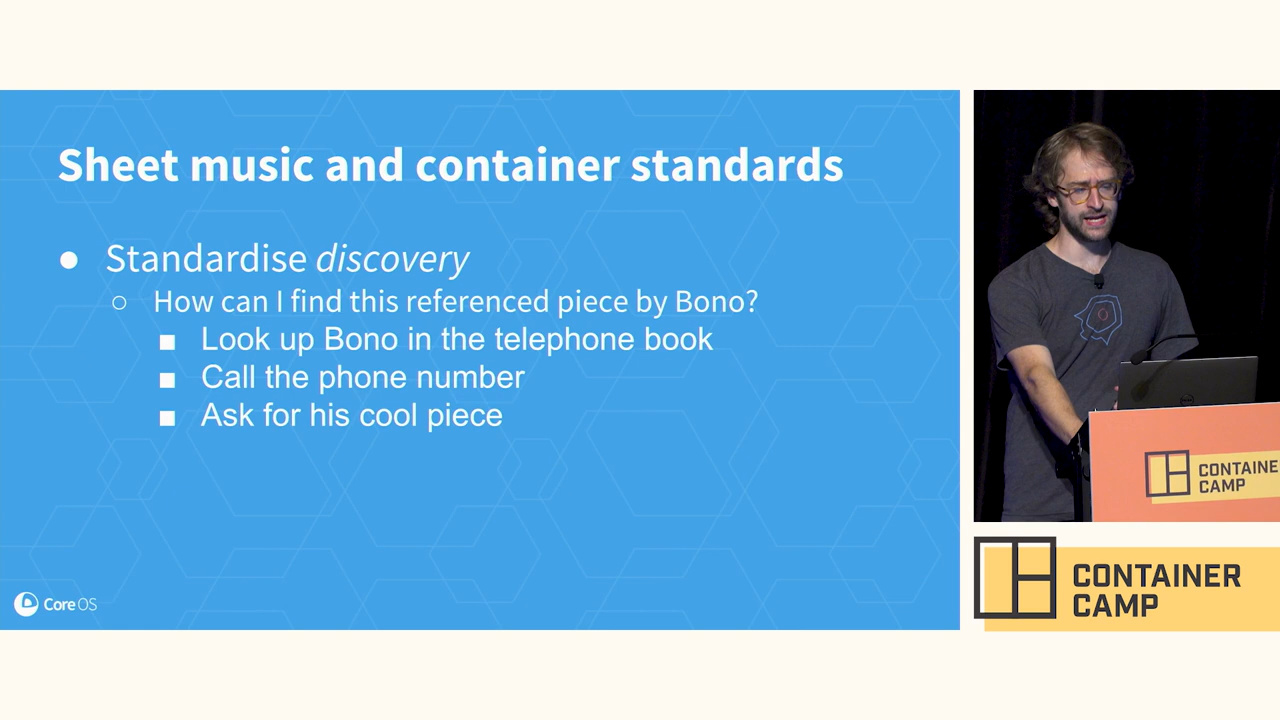 Sheet music and container standards
● Standardise discovery
○ How can I find this referenced piece by Bono?
■ Look up Bono in the telephone book
■ Call the phone number
■ Ask for his cool piece
CoreOS
CONTAINE
CAMP
CONTAINER
CAMP